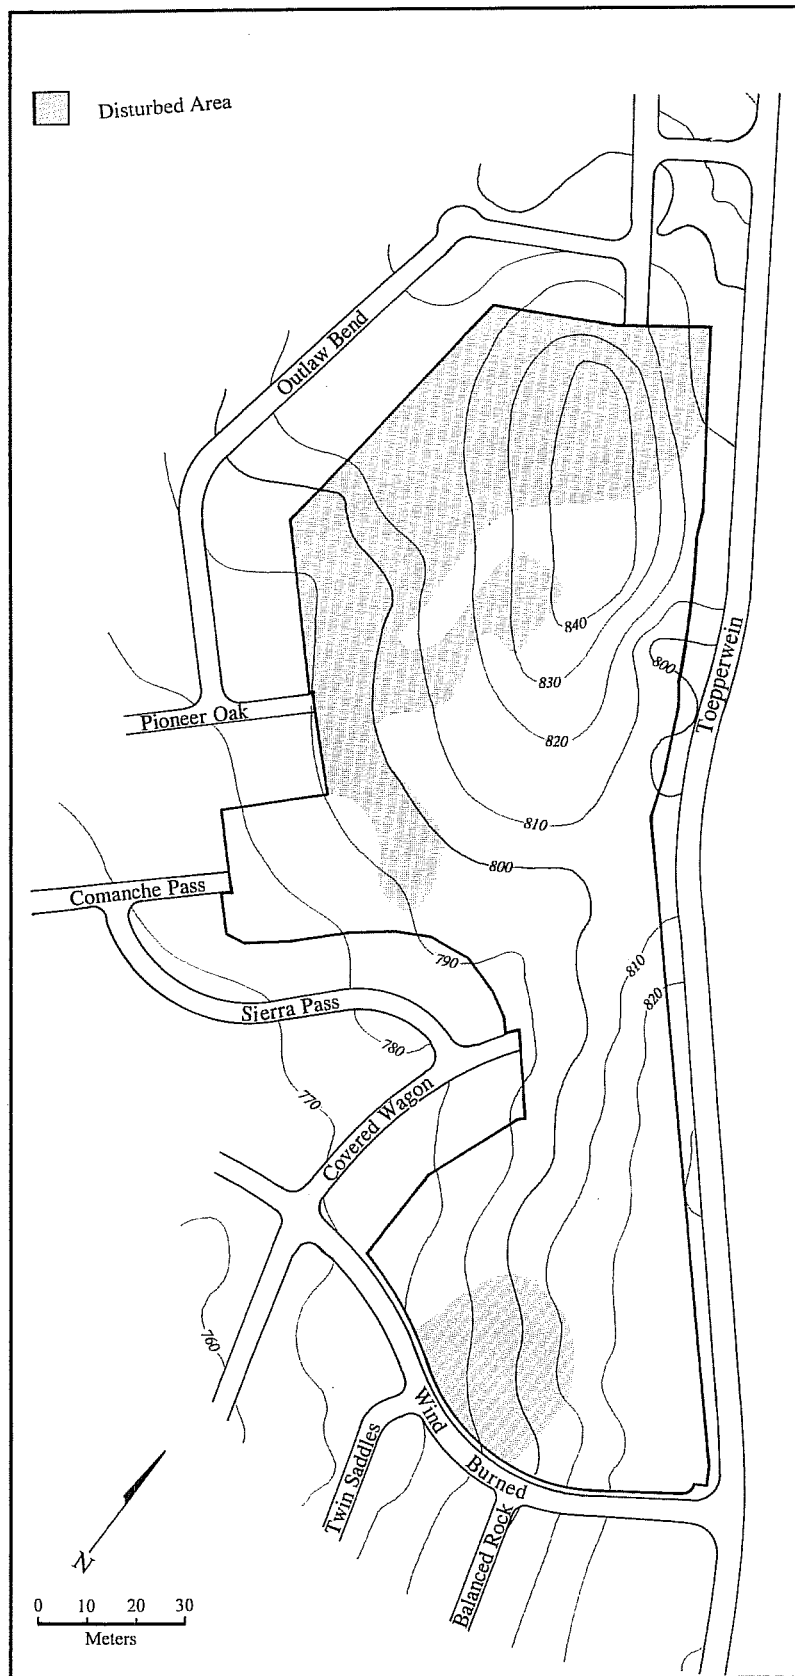 Disturbed Area
Outlaw Bend
840
800
830
Toepperwein
Pioneer Oak
820
810
800
Comanche Pass
790
810
820
Sierra Pass
780
770
Covered Wagon
760
Wind
Burned
Twin Saddles
Balanced Rock
N
0 10 20 30
Meters